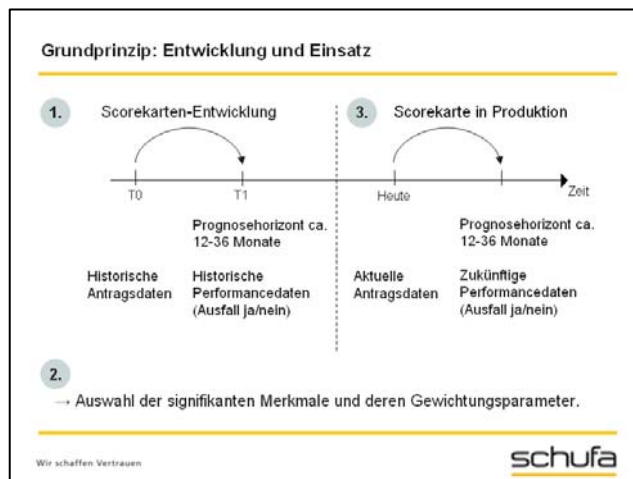 Grundprinzip: Entwicklung und Einsatz
1.
Scorekarten-Entwicklung
T0
T1
Prognosehorizont ca.
12-36 Monate
Historische
Antragsdaten
Historische
Performancedaten
(Ausfall ja/nein)
3.
Scorekarte in Produktion
Heute
Zeit
Prognosehorizont ca.
12-36 Monate
Aktuelle
Antragsdaten
Zukünftige
Performancedaten
(Ausfall ja/nein)
2.
→ Auswahl der signifikanten Merkmale und deren Gewichtungsparameter.
Wir schaffen Vertrauen
schufa